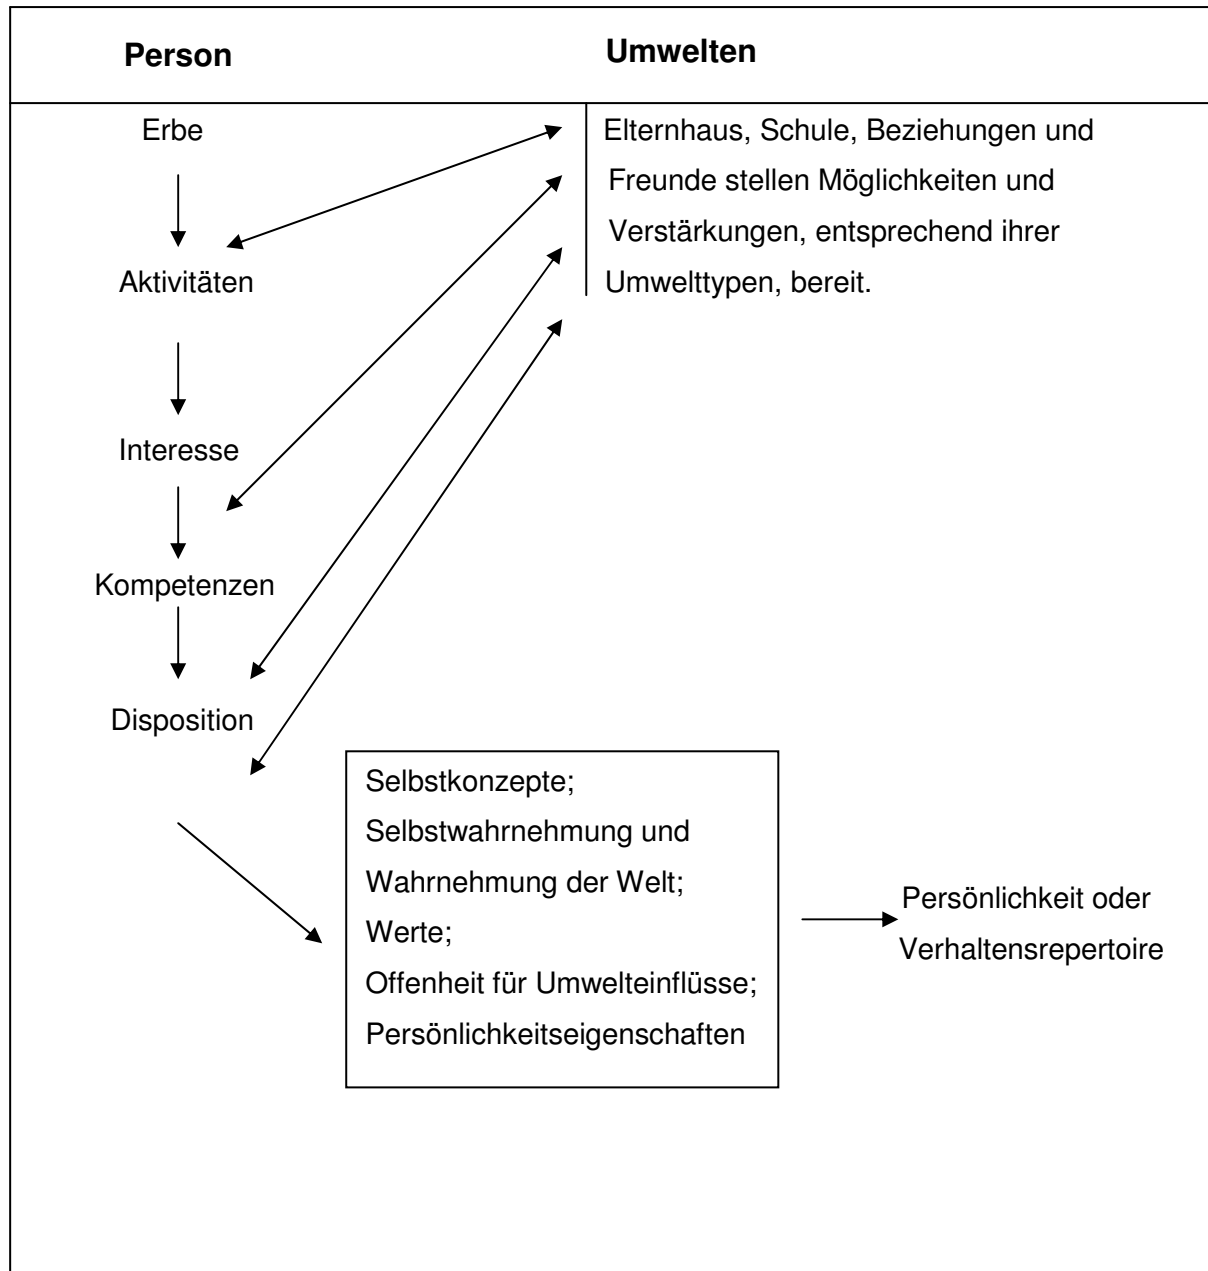 Person
Umwelten
Erbe
Elternhaus, Schule, Beziehungen und
Freunde stellen Möglichkeiten und
Verstärkungen, entsprechend ihrer
Umwelttypen, bereit.
Aktivitäten
Interesse
Kompetenzen
Disposition
Selbstkonzepte;
Selbstwahrnehmung und
Wahrnehmung der Welt;
Werte;
Offenheit für Umwelteinflüsse;
Persönlichkeitseigenschaften
Persönlichkeit oder
Verhaltensrepertoire